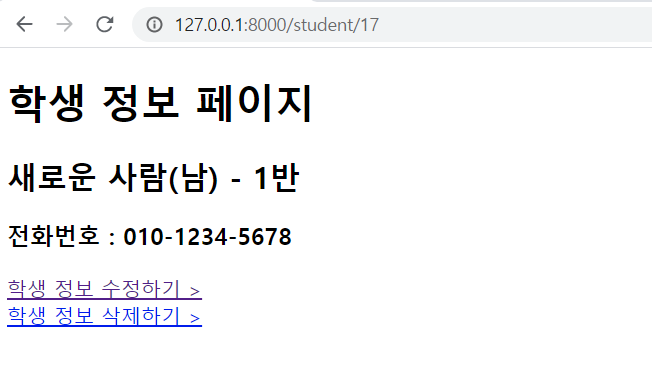 127.0.0.1:8000/student/17
학생 정보 페이지
새로운 사람(남) - 1반
전화번호 : 010-1234-5678
학생 정보 수정하기 >
학생 정보 삭제하기 >